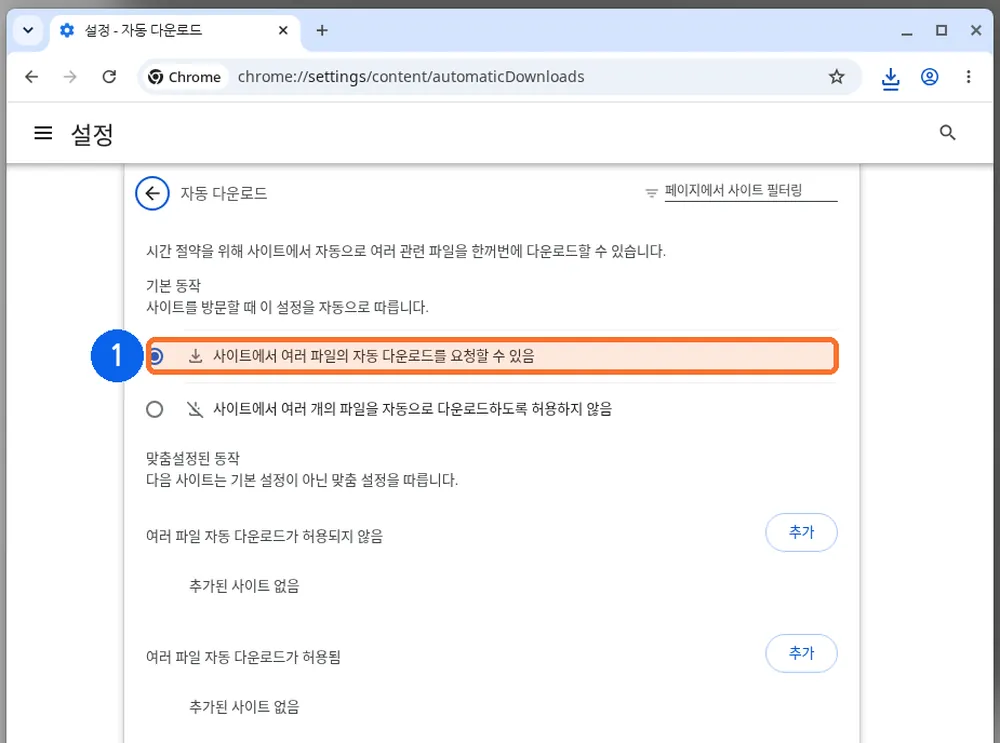 설정 - 자동 다운로드
Chrome
chrome://settings/content/automaticDownloads
설정
자동 다운로드
페이지에서 사이트 필터링
시간 절약을 위해 사이트에서 자동으로 여러 관련 파일을 한꺼번에 다운로드할 수 있습니다.
기본 동작
사이트를 방문할 때 이 설정을 자동으로 따릅니다.
1
사이트에서 여러 파일의 자동 다운로드를 요청할 수 있음
사이트에서 여러 개의 파일을 자동으로 다운로드하도록 허용하지 않음
맞춤설정된 동작
다음 사이트는 기본 설정이 아닌 맞춤 설정을 따릅니다.
여러 파일 자동 다운로드가 허용되지 않음
추가
추가된 사이트 없음
여러 파일 자동 다운로드가 허용됨
추가
추가된 사이트 없음